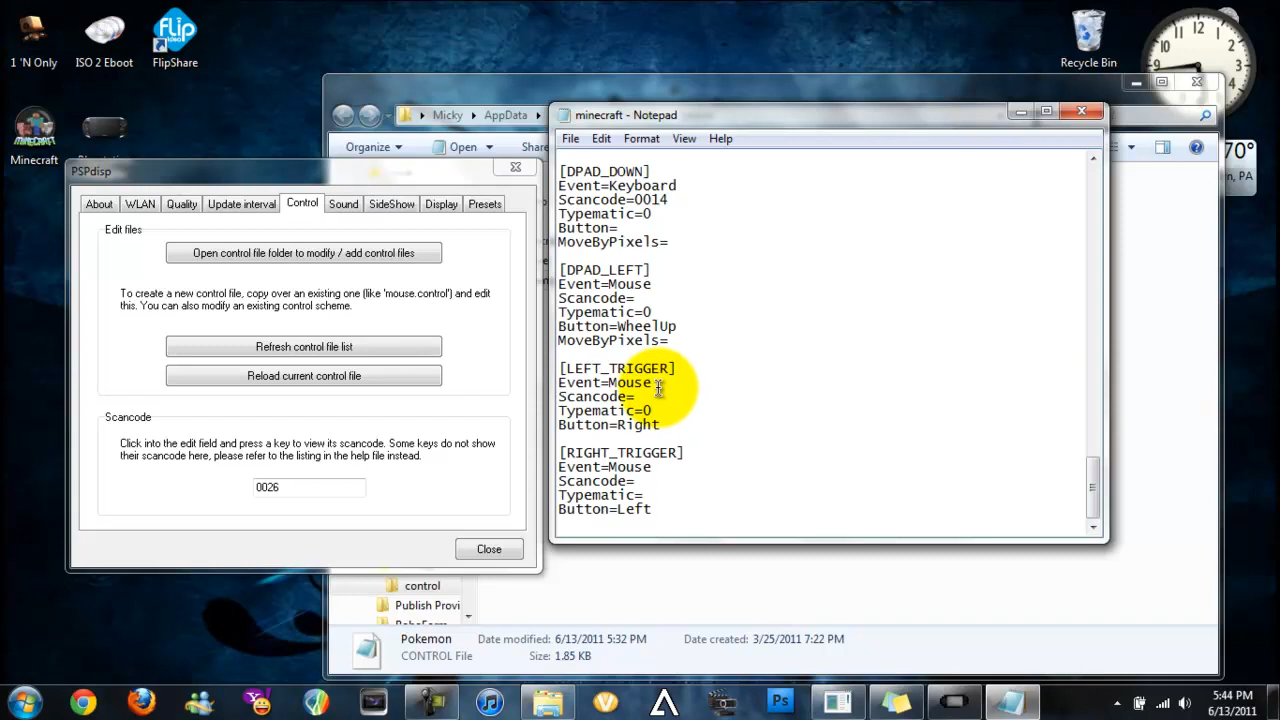 1 'N Only
ISO 2 Eboot
flip
FlipShare
Recycle Bin
MINECRAFT
Minecraft
Micky
AppData
Organize
Open
Share
70°
en, PA
minecraft - Notepad
File Edit Format View Help
[DPAD_DOWN]
Event=Keyboard
Scancode=0014
Typematic=0
Button=
MoveByPixels=
[DPAD_LEFT]
Event=Mouse
Scancode=
Typematic=0
Button=WheelUp
MoveByPixels=
[LEFT_TRIGGER]
Event=Mouse
Scancode=
Typematic=0
Button=Right
[RIGHT_TRIGGER]
Event=Mouse
Scancode=
Typematic=
Button=Left
PSPdisp
About WLAN Quality Update interval Control Sound SideShow Display Presets
Edit files
Open control file folder to modify / add control files
To create a new control file, copy over an existing one (like 'mouse.control') and edit
this. You can also modify an existing control scheme.
Refresh control file list
Reload current control file
Scancode
Click into the edit field and press a key to view its scancode. Some keys do not show
their scancode here, please refer to the listing in the help file instead.
0026
Close
control
Publish Provi
Pokemon
CONTROL File
Date modified: 6/13/2011 5:32 PM
Size: 1.85 KB
Date created: 3/25/2011 7:22 PM
Ps
5:44 PM
6/13/2011